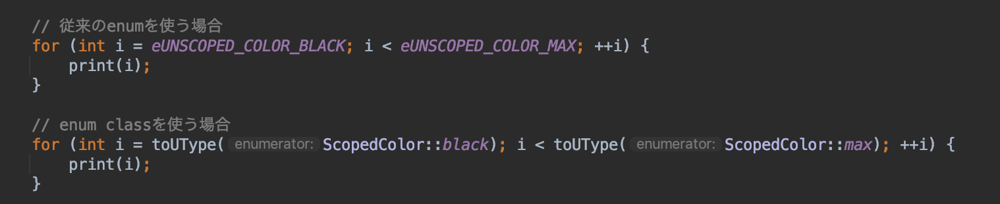 // 従来のenumを使う場合
for (int i = eUNSCOPED_COLOR_BLACK; i < eUNSCOPED_COLOR_MAX; ++i) {
    print(i);
}
// enum classを使う場合
for (int i = toUType( enumerator: ScopedColor::black); i < toUType( enumerator: ScopedColor::max); ++i) {
    print(i);
}